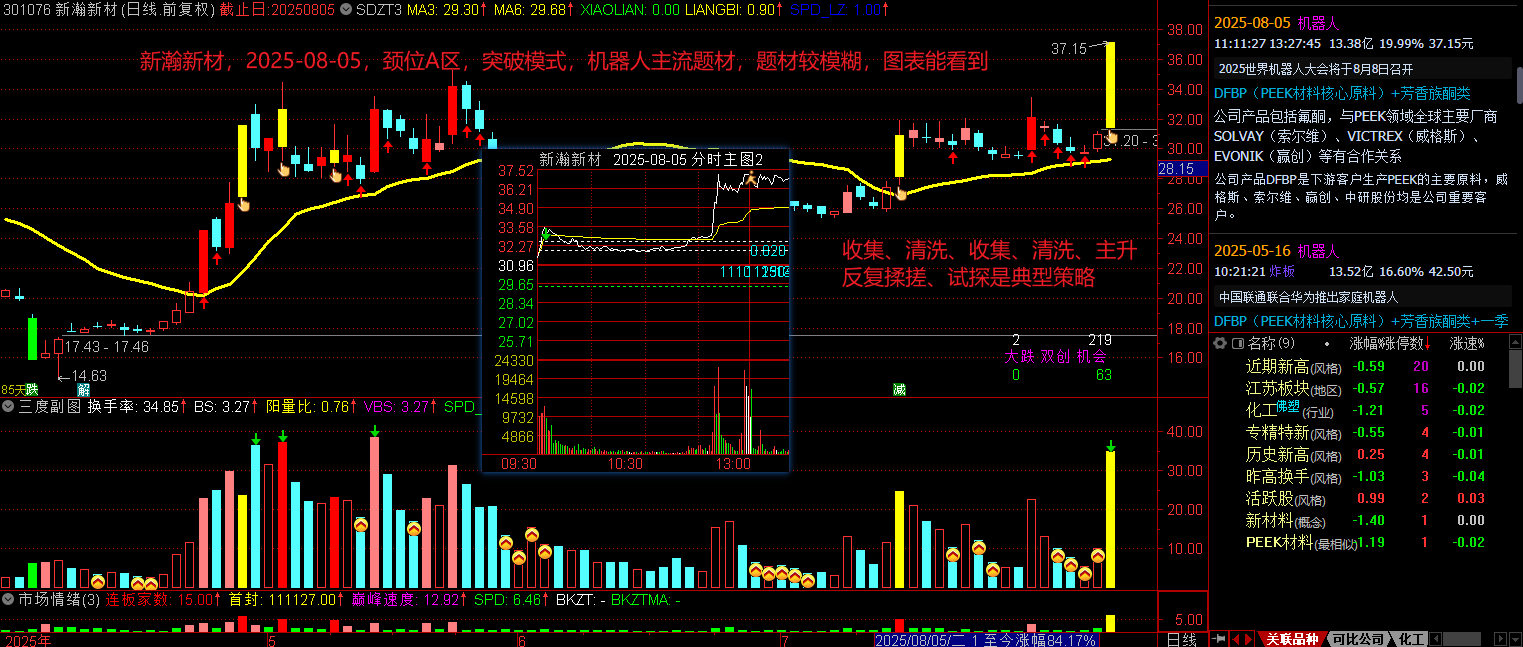 301076 新瀚新材(日线.前复权) 截止日:20250805 SDZT3 MA3: 29.30↑ MA6: 29.68↑ XIAOLIAN: 0.00 LIANGBI: 0.90↑ SPD_LZ: 1.00↑
新瀚新材，2025-08-05，颈位A区，突破模式，机器人主流题材，题材较模糊，图表能看到
37.15
38.00
36.00
34.00
32.00
30.00
28.15
28.00
26.00
24.00
22.00
20.00
18.00
16.00
新瀚新材 2025-08-05 分时主图2
37.52
36.21
34.90
33.58
32.27
30.96
29.65
28.34
27.02
25.71
24330
19464
14598
9732
4866
09:30 10:30 13:00
0.020
收集、清洗、收集、清洗、主升
反复揉搓、试探是典型策略
17.43 - 17.46
14.63
85天 跌 解
减
2 219
大跌 双创 机会
0 63
三度副图 换手率: 34.85↑ BS: 3.27↑ 阳量比: 0.76↑ VBS: 3.27↑ SPD_
40.00
30.00
20.00
10.00
市场情绪(3) 连板家数: 15.00↑ 首封: 111127.00↑ 巅峰速度: 12.92↑ SPD: 6.46↑ BKZT: - BKZTMA: -
5.00
2025年 5 6 7 2025/08/05/二 1 至今涨幅84.17% 日线
2025-08-05 机器人
11:11:27 13:27:45 13.38亿 19.99% 37.15元
2025世界机器人大会将于8月8日召开
DFBP（PEEK材料核心原料）+芳香族酮类
公司产品包括氟酮，与PEEK领域全球主要厂商
SOLVAY（索尔维）、VICTREX（威格斯）、
EVONIK（赢创）等有合作关系
公司产品DFBP是下游客户生产PEEK的主要原料，威
格斯、索尔维、赢创、中研股份均是公司重要客
户。
2025-05-16 机器人
10:21:21 炸板 13.52亿 16.60% 42.50元
中国联通联合华为推出家庭机器人
DFBP（PEEK材料核心原料）+芳香族酮类+一季
名称(9) 涨幅% 涨停数↓ 涨速%
近期新高(风格) -0.59 20 0.00
江苏板块(地区) -0.57 16 -0.02
化工佛塑(行业) -1.21 5 -0.02
专精特新(风格) -0.55 4 -0.01
历史新高(风格) 0.25 4 -0.01
昨高换手(风格) -1.03 3 -0.04
活跃股(风格) 0.99 2 0.03
新材料(概念) -1.40 1 0.00
PEEK材料(最相似) 1.19 1 -0.02
关联品种 可比公司 化工